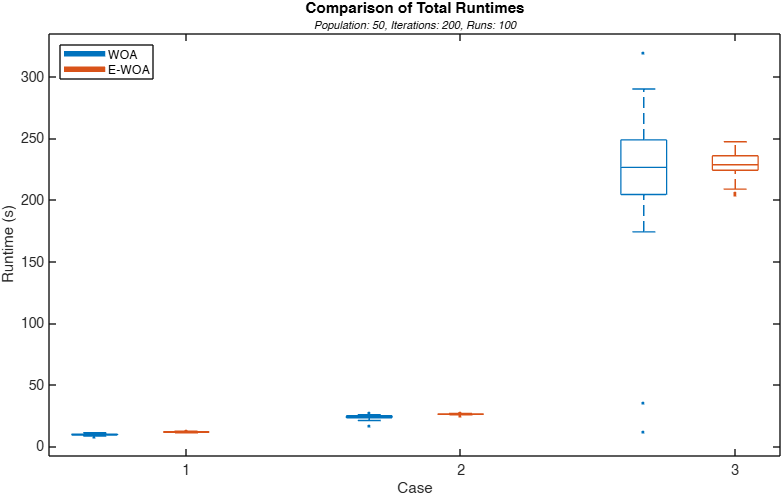 Comparison of Total Runtimes
Population: 50, Iterations: 200, Runs: 100
WOA
E-WOA
300
250
200
150
100
50
0
Runtime (s)
1
2
3
Case